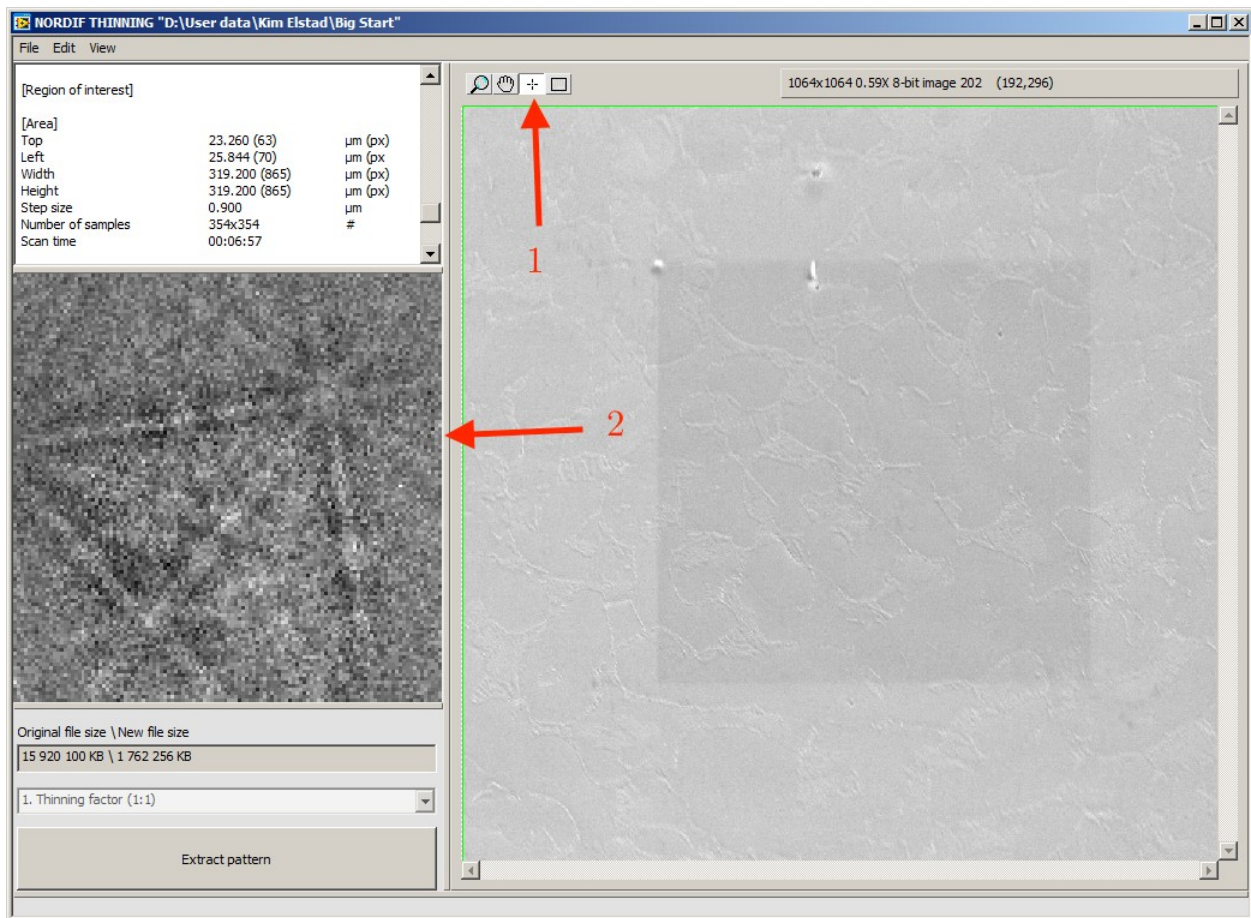 NORDIF THINNING "D:\User data\Kim Elstad\Big Start"
File Edit View
[Region of interest]
[Area]
Top 23.260 (63) µm (px)
Left 25.844 (70) µm (px
Width 319.200 (865) µm (px)
Height 319.200 (865) µm (px)
Step size 0.900 µm
Number of samples 354x354 #
Scan time 00:06:57
1064x1064 0.59X 8-bit image 202 (192,296)
1
2
Original file size \ New file size
15 920 100 KB \ 1 762 256 KB
1. Thinning factor (1:1)
Extract pattern